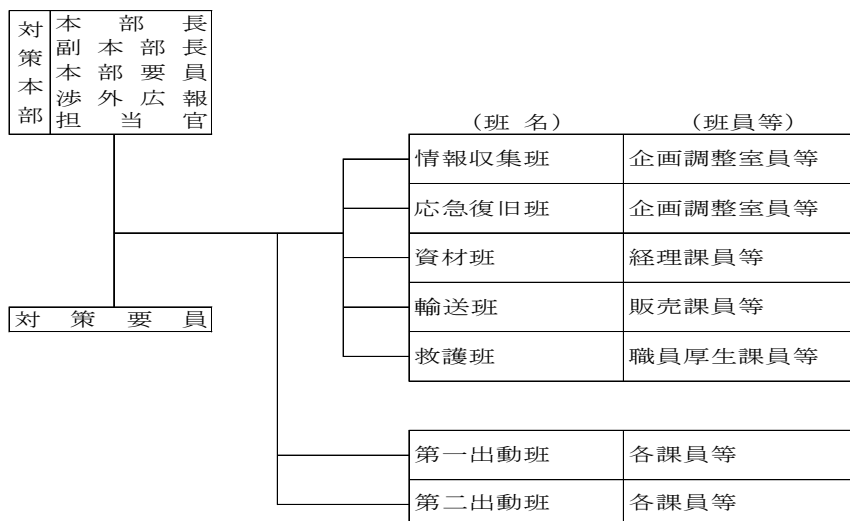 対策本部
本部長
副本部長
本部要員
渉外広報
担当官
(班名) (班員等)
情報収集班 企画調整室員等
応急復旧班 企画調整室員等
資材班 経理課員等
輸送班 販売課員等
救護班 職員厚生課員等
対策要員
第一出動班 各課員等
第二出動班 各課員等